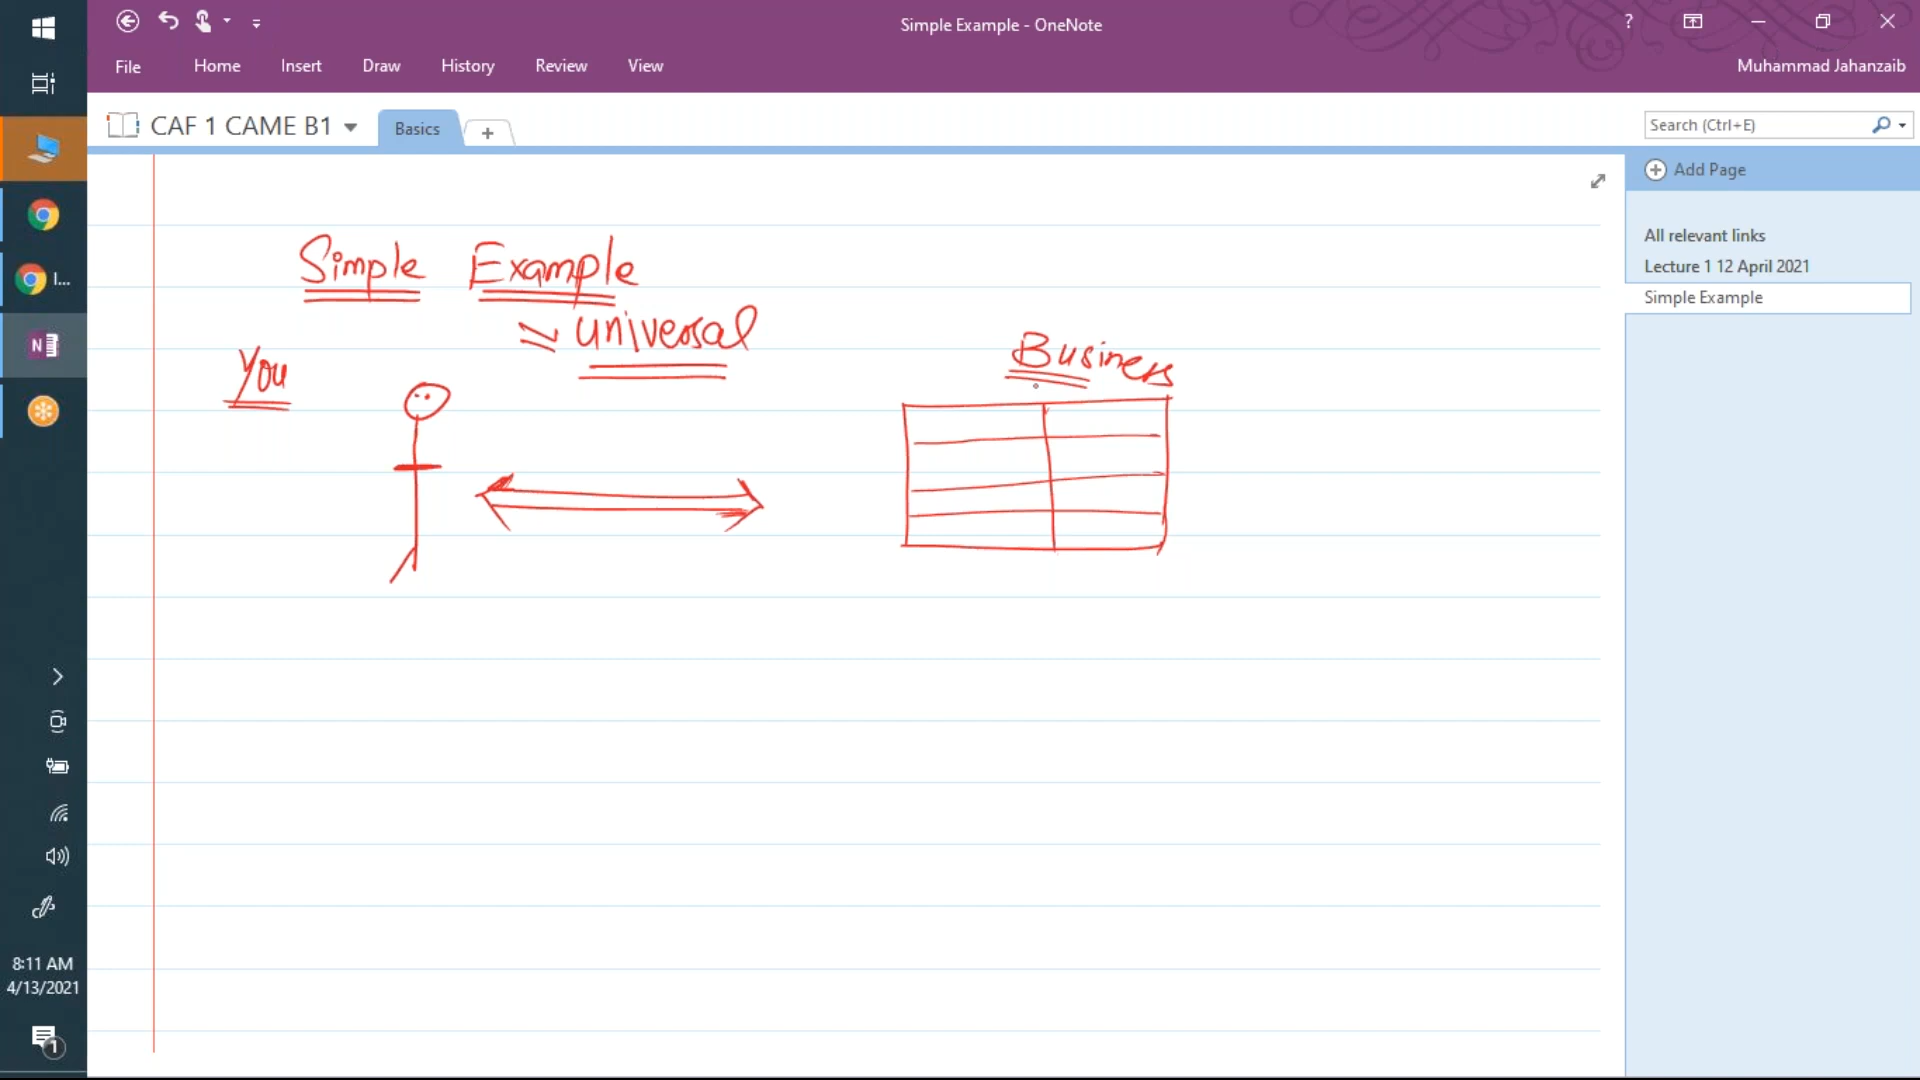 Simple Example - OneNote
?
File Home Insert Draw History Review View
Muhammad Jahanzaib
CAF 1 CAME B1
Basics
+
Search (Ctrl+E)
Add Page
All relevant links
Lecture 1 12 April 2021
Simple Example
Simple Example
universal
You
Business
N
I...
8:11 AM
4/13/2021
1